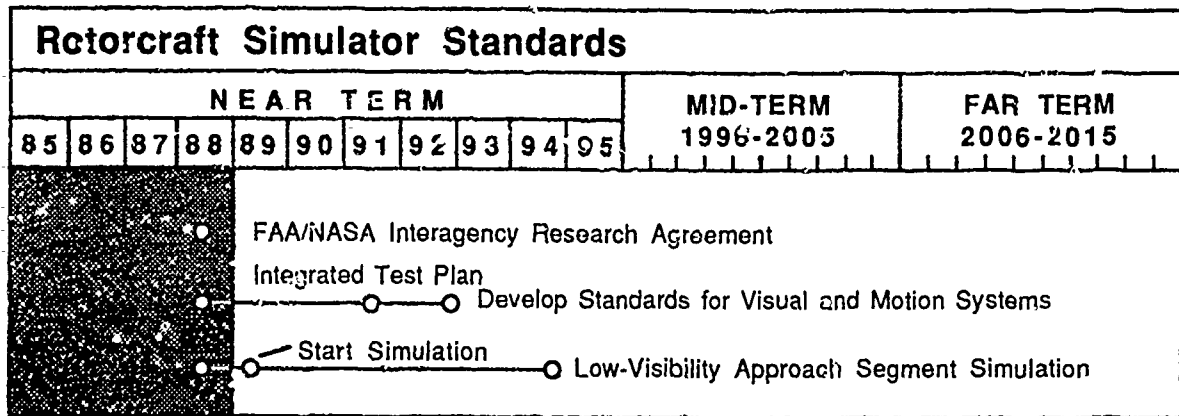 Rotorcraft Simulator Standards
NEAR TERM
MID-TERM
1996-2005
FAR TERM
2006-2015
85 86 87 88 89 90 91 92 93 94 95
FAA/NASA Interagency Research Agreement
Integrated Test Plan
Develop Standards for Visual and Motion Systems
Start Simulation
Low-Visibility Approach Segment Simulation